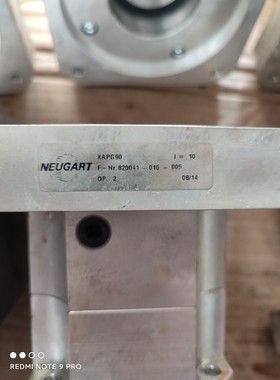 NEUGART
XAPG90 i = 10
F.-Nr 829041 -010 - 005
OP 2 08/14
REDMI NOTE 9 PRO